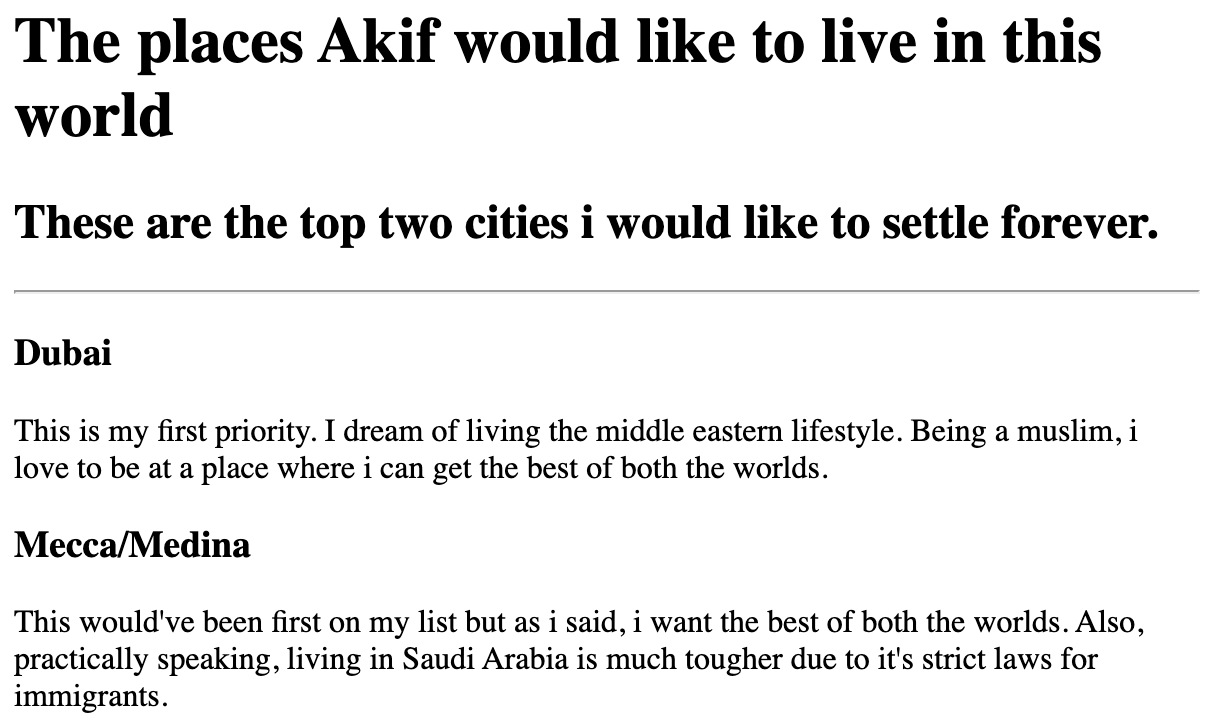 The places Akif would like to live in this
world
These are the top two cities i would like to settle forever.
Dubai
This is my first priority. I dream of living the middle eastern lifestyle. Being a muslim, i
love to be at a place where i can get the best of both the worlds.
Mecca/Medina
This would've been first on my list but as i said, i want the best of both the worlds. Also,
practically speaking, living in Saudi Arabia is much tougher due to it's strict laws for
immigrants.